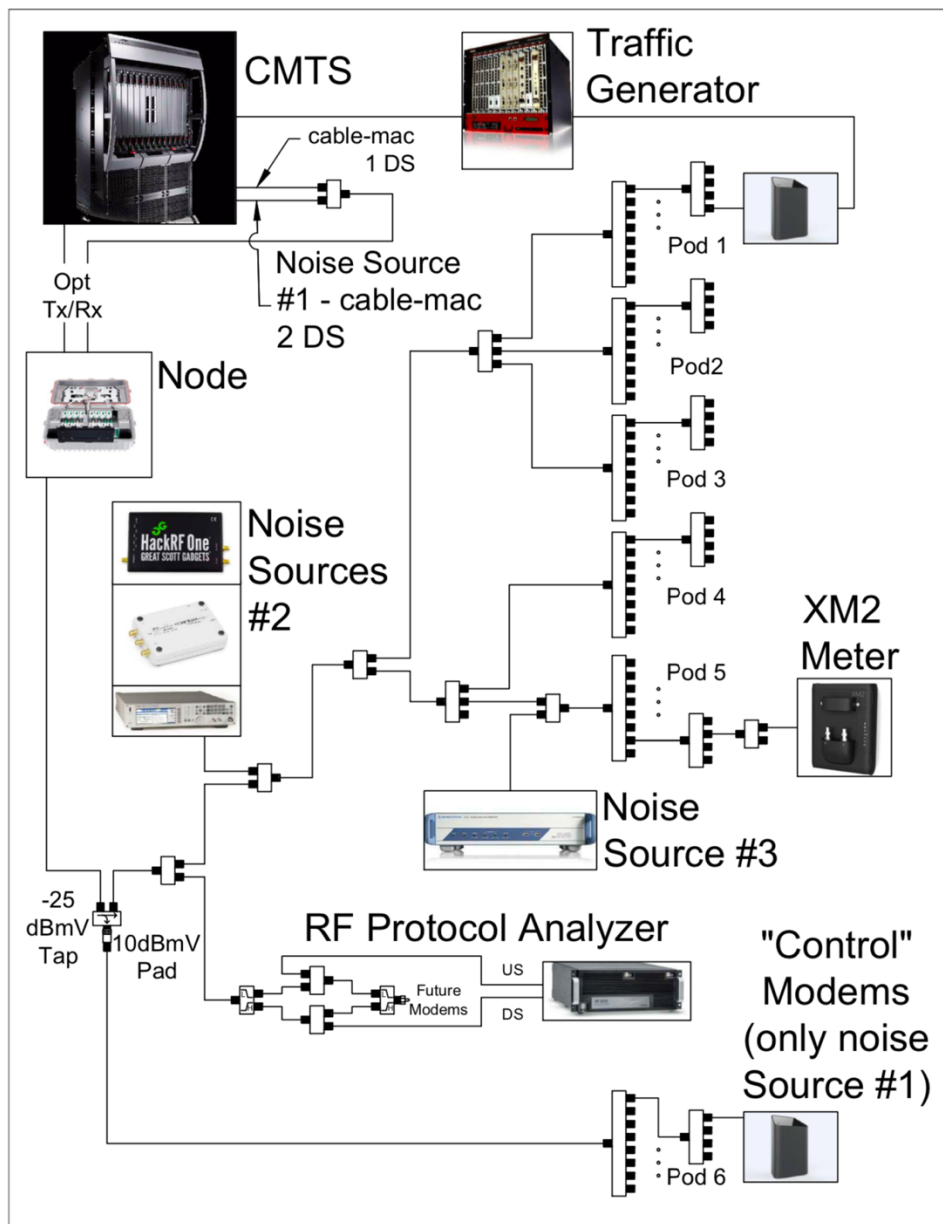 CMTS
Traffic
Generator
cable-mac
1 DS
Noise Source
#1 - cable-mac
2 DS
Opt
Tx/Rx
Node
Pod 1
Pod2
Pod 3
Pod 4
Pod 5
HackRF One
GREAT SCOTT GADGETS
Noise
Sources
#2
XM2
Meter
XM2
Noise
Source #3
-25
dBmV
Tap
10dBmV
Pad
RF Protocol Analyzer
US
DS
Future
Modems
"Control"
Modems
(only noise
Source #1)
Pod 6